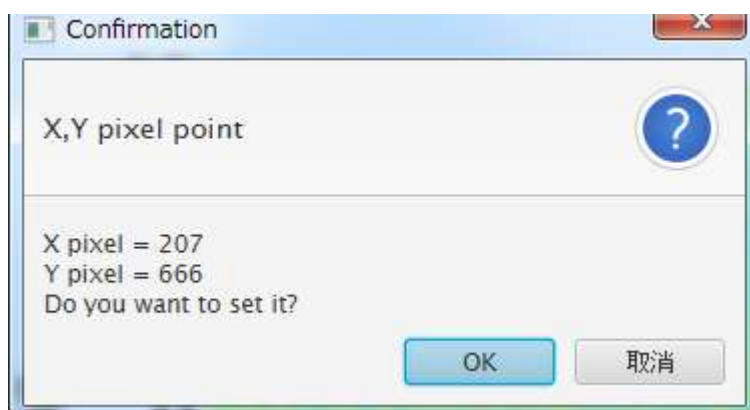 Confirmation
X,Y pixel point
?
X pixel = 207
Y pixel = 666
Do you want to set it?
OK
取消